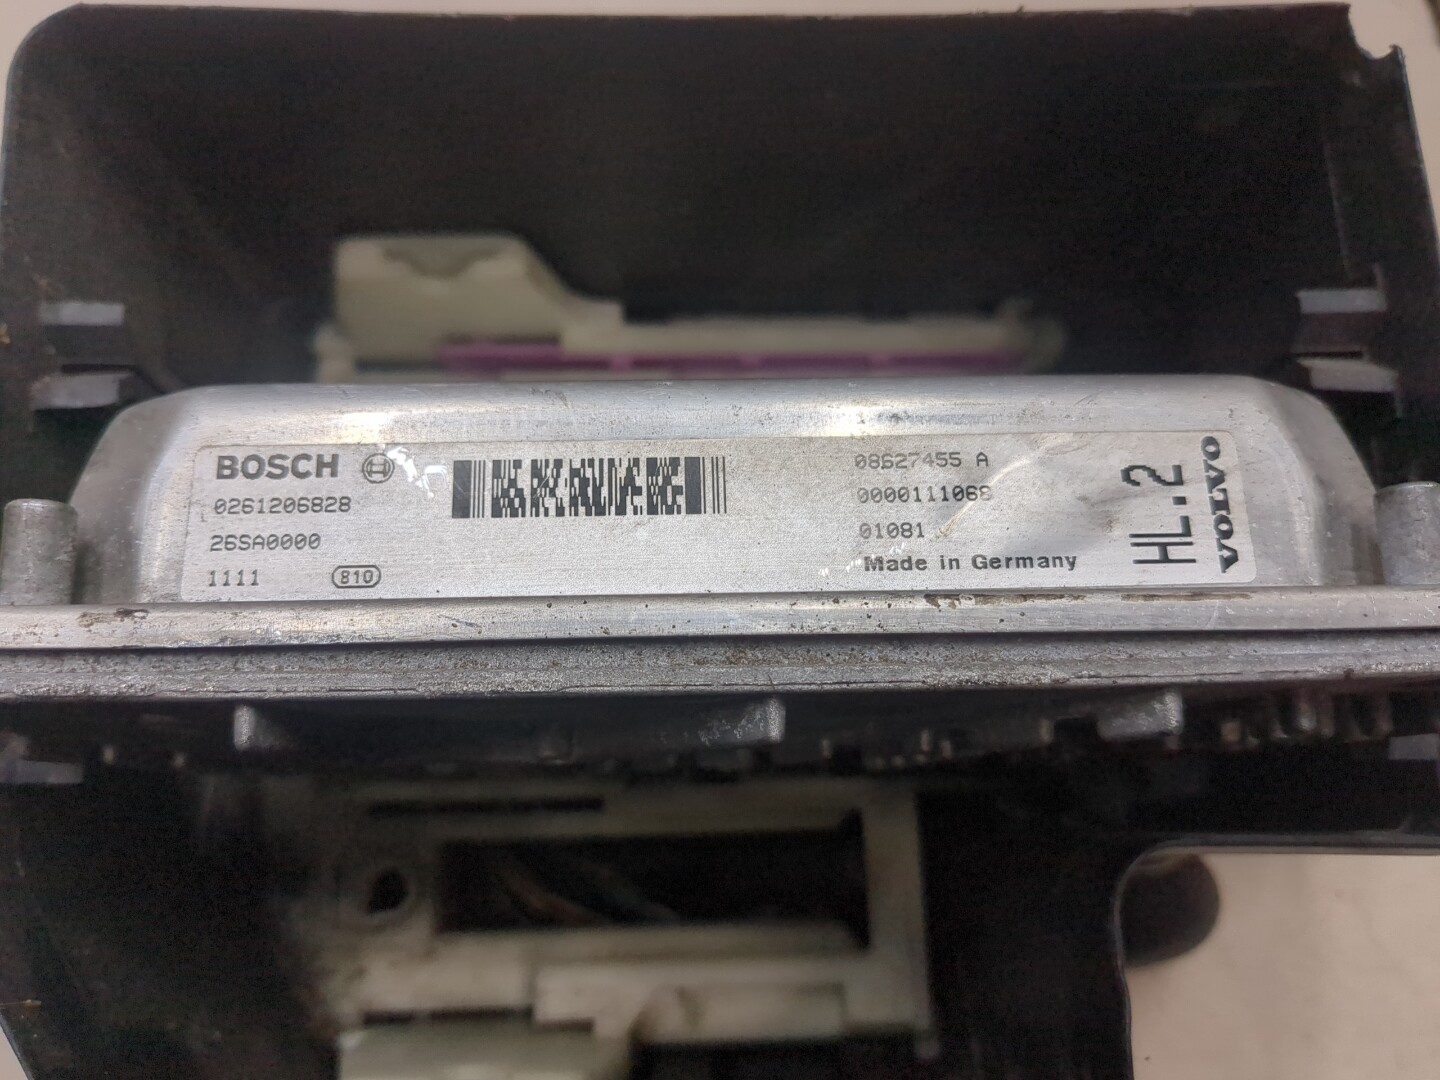 BOSCH
0261206828
26SA0000
1111
810
08627455 A
0000111068
01081
Made in Germany
HL.2
VOLVO